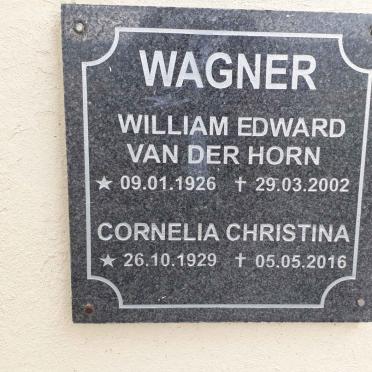 WAGNER
WILLIAM EDWARD
VAN DER HORN
★ 09.01.1926 ✝ 29.03.2002
CORNELIA CHRISTINA
★ 26.10.1929 ✝ 05.05.2016